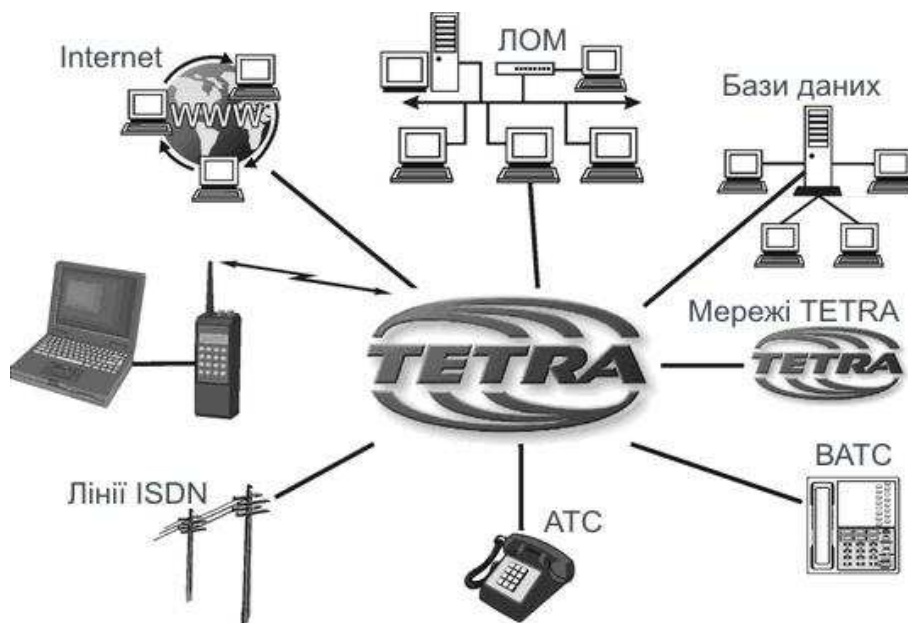 Internet
ЛОМ
Бази даних
WWW
Мережі TETRA
TETRA
TETRA
ВАТС
Лінії ISDN
АТС